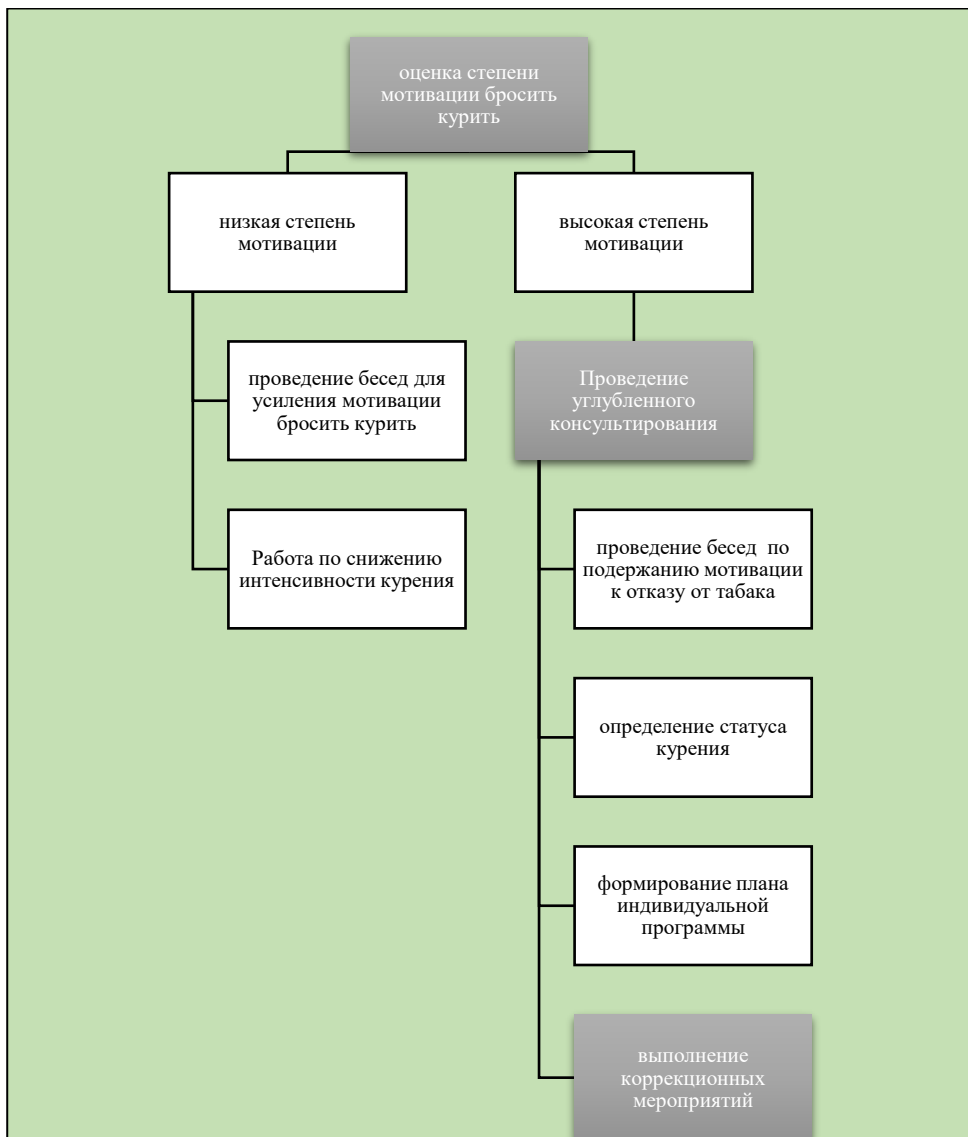 оценка степени
мотивации бросить
курить
низкая степень
мотивации
высокая степень
мотивации
проведение бесед для
усиления мотивации
бросить курить
Проведение
углубленного
консультирования
Работа по снижению
интенсивности курения
проведение бесед по
подержанию мотивации
к отказу от табака
определение статуса
курения
формирование плана
индивидуальной
программы
выполнение
коррекционных
мероприятий